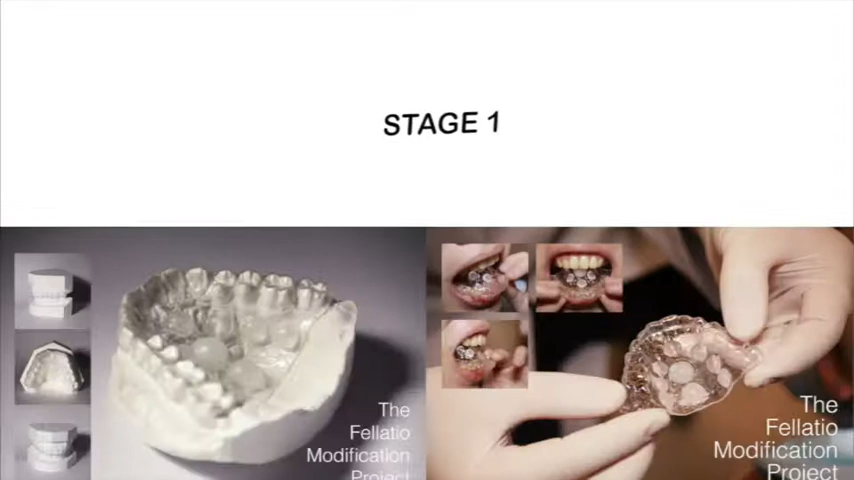 STAGE 1
The
Fellatio
Modification
Project
The
Fellatio
Modification
Project